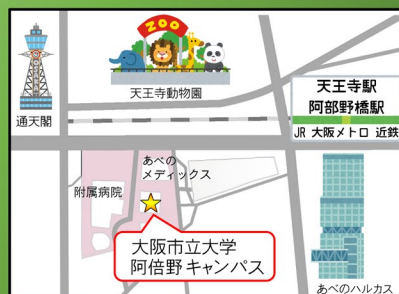 ZOO
天王寺動物園
通天閣
天王寺駅
阿部野橋駅
JR 大阪メトロ 近鉄
あべの
メディックス
附属病院
大阪市立大学
阿倍野キャンパス
あべのハルカス